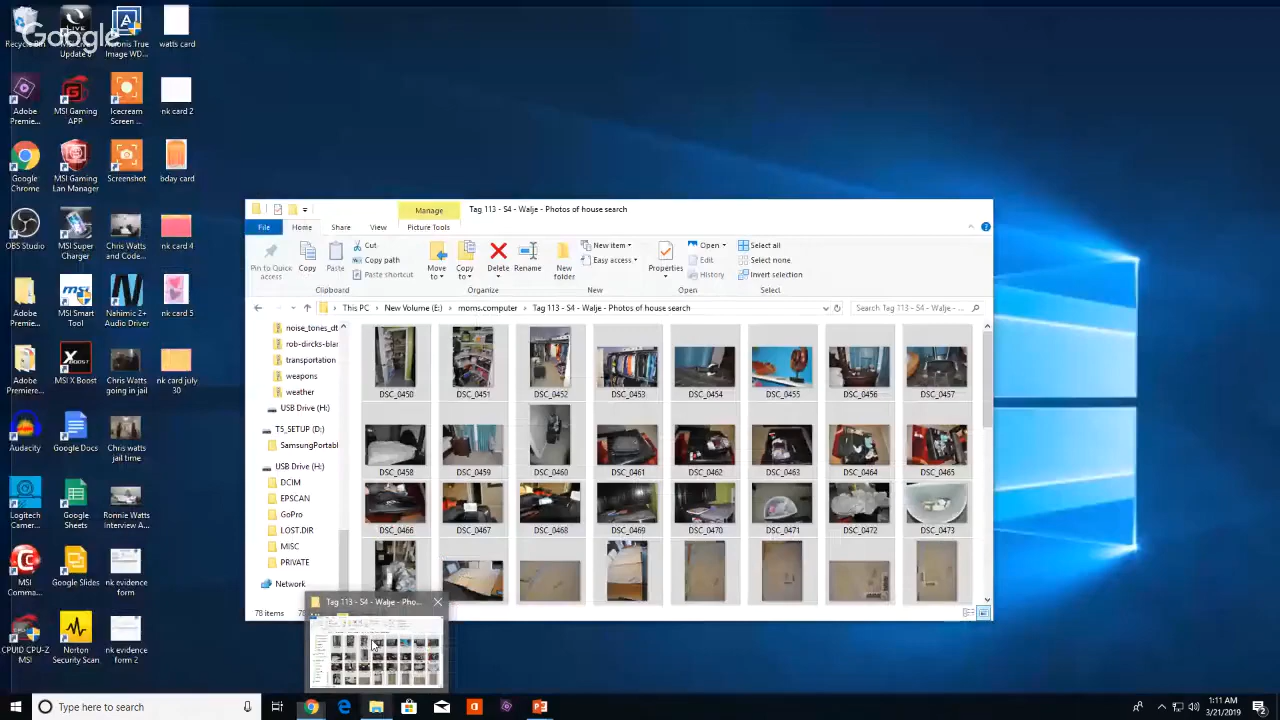 Google
Recycle Bin
Update 6
Acronis True Image WD...
watts card
Adobe Premie...
MSI Gaming APP
Icecream Screen ...
nk card 2
Google Chrome
MSI Gaming Lan Manager
Screenshot
bday card
OBS Studio
MSI Super Charger
Chris Watts and Code...
nk card 4
Adobe Premie...
MSI Smart Tool
Nahimic 2+ Audio Driver
nk card 5
Adobe Premiere...
MSI X Boost
Chris Watts going in jail
nk card july 30
Audacity
Google Docs
Chris watts jail time
Logitech Camer...
Google Sheets
Ronnie Watts Interview A...
MSI Comma...
Google Slides
nk evidence form
CPUID CPU-Z MSI
Norton Security Scan
nk evidence form 2
Manage
Tag 113 - S4 - Walje - Photos of house search
File Home Share View Picture Tools
Pin to Quick access
Copy
Paste
Cut
Copy path
Paste shortcut
Move to
Copy to
Delete
Rename
New folder
New item
Easy access
Properties
Open
Edit
History
Select all
Select none
Invert selection
Clipboard Organize New Open Select
This PC New Volume (E:) moms.computer Tag 113 - S4 - Walje - Photos of house search
Search Tag 113 - S4 - Walje - ...
noise_tones_dt
rob-dircks-blar
transportation
weapons
weather
USB Drive (H:)
T5_SETUP (D:)
SamsungPortabl
USB Drive (H:)
DCIM
EPSCAN
GoPro
LOST.DIR
MISC
PRIVATE
Network
DSC_0450 DSC_0451 DSC_0452 DSC_0453 DSC_0454 DSC_0455 DSC_0456 DSC_0457
DSC_0458 DSC_0459 DSC_0460 DSC_0461 DSC_0462 DSC_0463 DSC_0464 DSC_0465
DSC_0466 DSC_0467 DSC_0468 DSC_0469 DSC_0470 DSC_0471 DSC_0472 DSC_0473
78 items
Tag 113 - S4 - Walje - Pho...
Type here to search
1:11 AM
3/21/2019